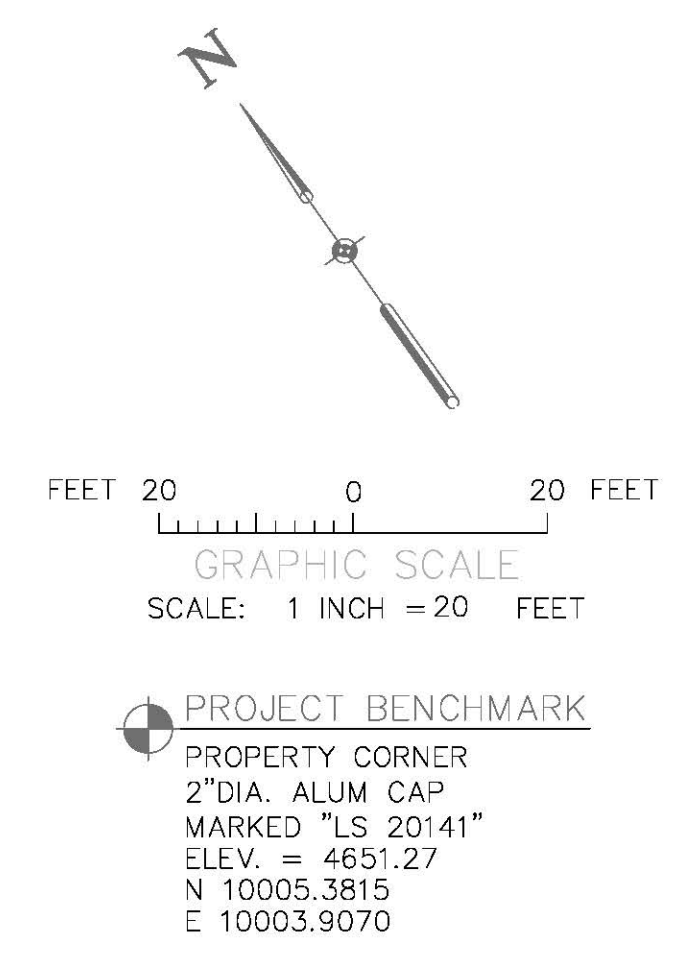 N
FEET 20 0 20 FEET
GRAPHIC SCALE
SCALE: 1 INCH =20 FEET
PROJECT BENCHMARK
PROPERTY CORNER
2"DIA. ALUM CAP
MARKED "LS 20141"
ELEV. = 4651.27
N 10005.3815
E 10003.9070